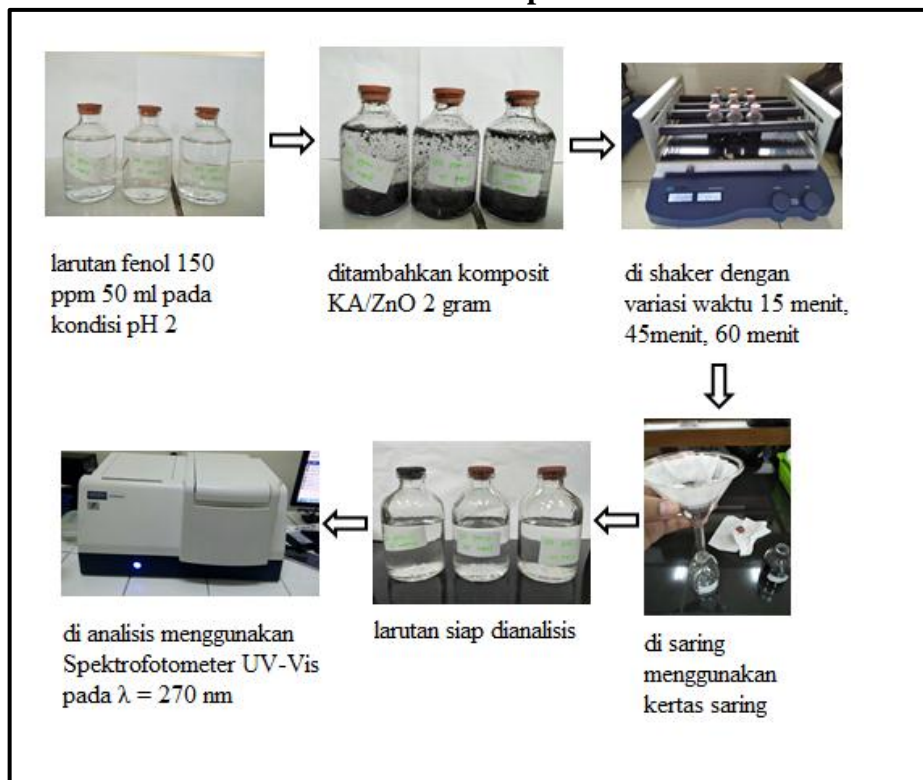 larutan fenol 150
ppm 50 ml pada
kondisi pH 2
ditambahkan komposit
KA/ZnO 2 gram
di shaker dengan
variasi waktu 15 menit,
45menit, 60 menit
di saring
menggunakan
kertas saring
larutan siap dianalisis
di analisis menggunakan
Spektrofotometer UV-Vis
pada λ = 270 nm